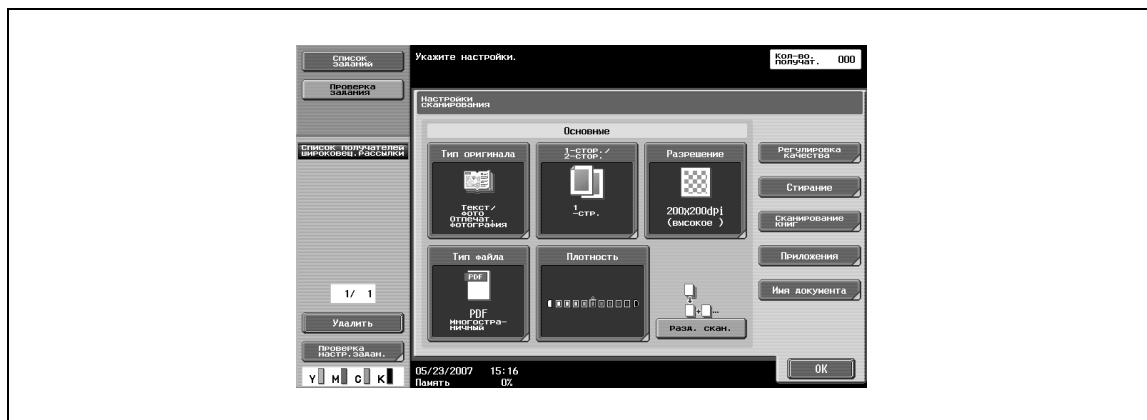 Список
заданий
Укажите настройки.
Кол-во.
получат. 000
Проверка
задания
Настройки
сканирования
Основные
Список получателей
широковещ.рассылки
Тип оригинала
1-стор./
2-стор.
Разрешение
Регулировка
качества
Стирание
Текст/
Фото
Отпечат.
фотография
1
-стр.
200X200dpi
(высокое )
Сканирование
книг
Тип файла
Плотность
Приложения
PDF
Имя документа
1/ 1
PDF
Многостра-
ничный
Удалить
Разд. скан.
Проверка
настр.задан.
OK
Y M C K
05/23/2007 15:16
Память 0%